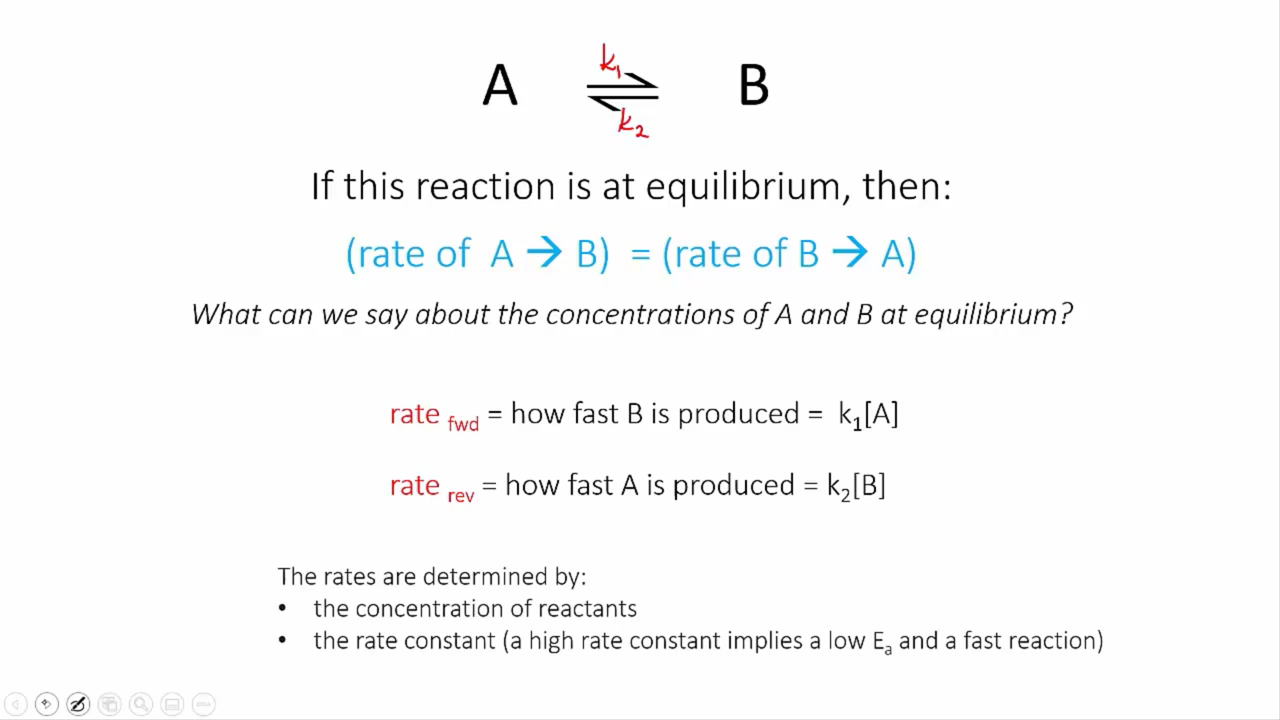 k₁
A ⇌ B
k₂
If this reaction is at equilibrium, then:
(rate of A → B) = (rate of B → A)
What can we say about the concentrations of A and B at equilibrium?
rate fwd = how fast B is produced = k₁[A]
rate rev = how fast A is produced = k₂[B]
The rates are determined by:
• the concentration of reactants
• the rate constant (a high rate constant implies a low Eₐ and a fast reaction)